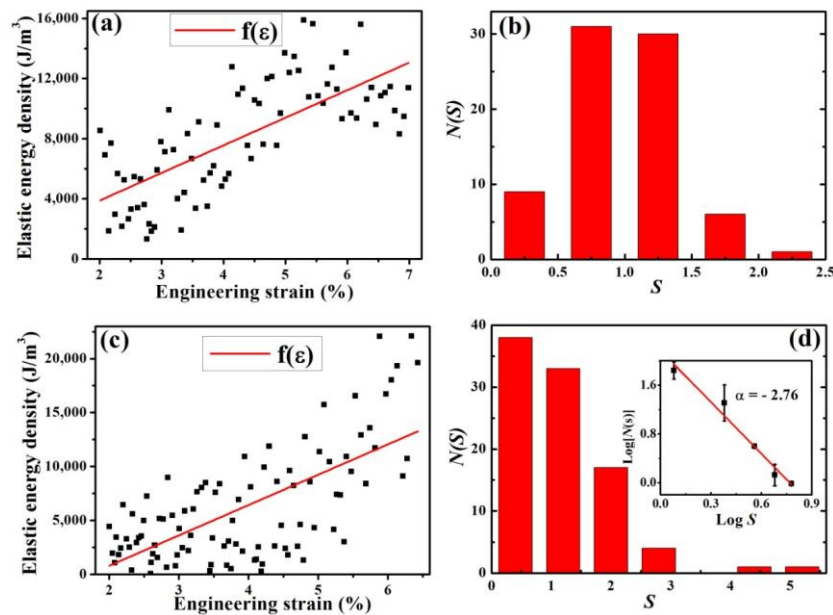 (a)
f(ε)
16,000
12,000
8,000
4,000
0
Elastic energy density (J/m³)
2 3 4 5 6 7
Engineering strain (%)
(b)
30
20
10
0
N(S)
0.0 0.5 1.0 1.5 2.0 2.5
S
(c)
f(ε)
20,000
15,000
10,000
5,000
0
Elastic energy density (J/m³)
2 3 4 5 6
Engineering strain (%)
(d)
40
30
20
10
0
N(S)
0 1 2 3 4 5
S
α = - 2.76
1.6
0.8
0.0
Log[N(s)]
0.0 0.3 0.6 0.9
Log S